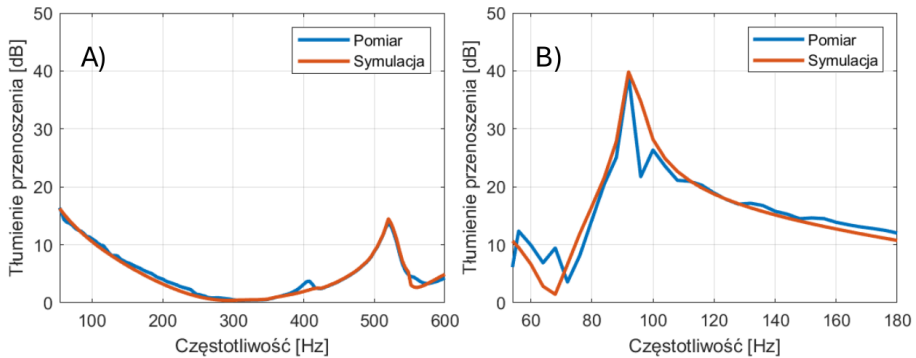 A)
Pomiar
Symulacja
Tłumienie przenoszenia [dB]
50
40
30
20
10
0
100 200 300 400 500 600
Częstotliwość [Hz]
B)
Pomiar
Symulacja
Tłumienie przenoszenia [dB]
50
40
30
20
10
0
60 80 100 120 140 160 180
Częstotliwość [Hz]